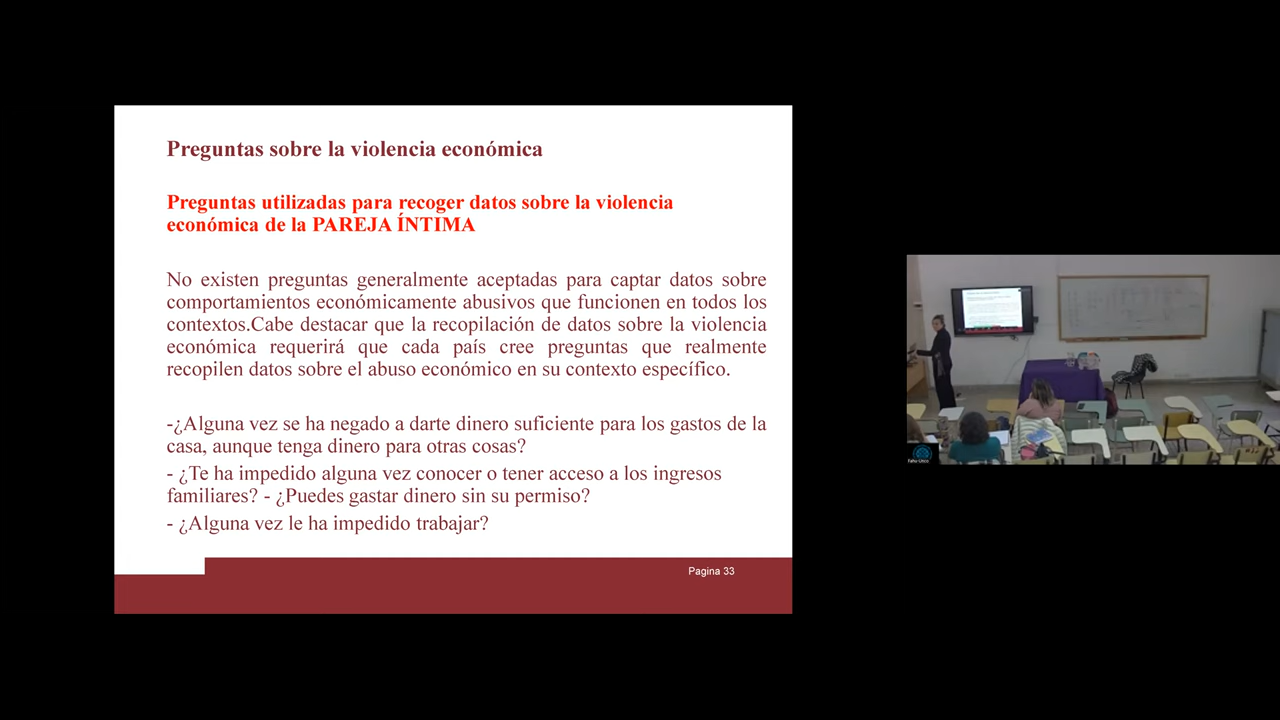 Preguntas sobre la violencia económica
Preguntas utilizadas para recoger datos sobre la violencia
económica de la PAREJA ÍNTIMA
No existen preguntas generalmente aceptadas para captar datos sobre
comportamientos económicamente abusivos que funcionen en todos los
contextos.Cabe destacar que la recopilación de datos sobre la violencia
económica requerirá que cada país cree preguntas que realmente
recopilen datos sobre el abuso económico en su contexto específico.
-¿Alguna vez se ha negado a darte dinero suficiente para los gastos de la
casa, aunque tenga dinero para otras cosas?
- ¿Te ha impedido alguna vez conocer o tener acceso a los ingresos
familiares? - ¿Puedes gastar dinero sin su permiso?
- ¿Alguna vez le ha impedido trabajar?
Pagina 33